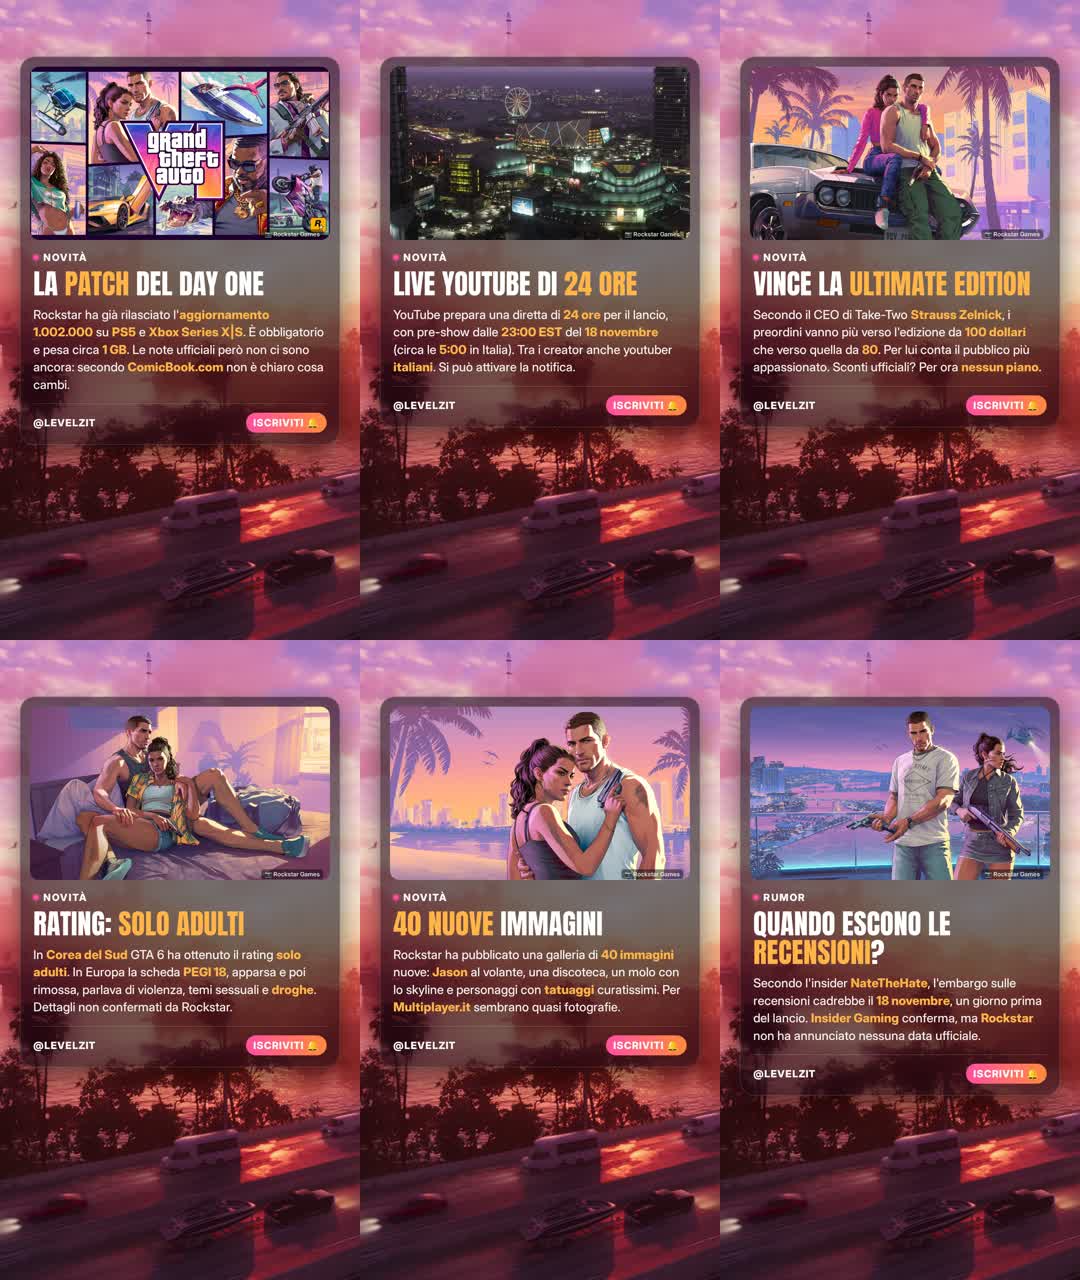 grand
theft
auto
R
Rockstar Games
NOVITÀ
LA PATCH DEL DAY ONE
Rockstar ha già rilasciato l'aggiornamento
1.002.000 su PS5 e Xbox Series X|S. È obbligatorio
e pesa circa 1 GB. Le note ufficiali però non ci sono
ancora: secondo ComicBook.com non è chiaro cosa
cambi.
@LEVELZIT
ISCRIVITI 🔔
Rockstar Games
NOVITÀ
LIVE YOUTUBE DI 24 ORE
YouTube prepara una diretta di 24 ore per il lancio,
con pre-show dalle 23:00 EST del 18 novembre
(circa le 5:00 in Italia). Tra i creator anche youtuber
italiani. Si può attivare la notifica.
@LEVELZIT
ISCRIVITI 🔔
Rockstar Games
NOVITÀ
VINCE LA ULTIMATE EDITION
Secondo il CEO di Take-Two Strauss Zelnick, i
preordini vanno più verso l'edizione da 100 dollari
che verso quella da 80. Per lui conta il pubblico più
appassionato. Sconti ufficiali? Per ora nessun piano.
@LEVELZIT
ISCRIVITI 🔔
Rockstar Games
NOVITÀ
RATING: SOLO ADULTI
In Corea del Sud GTA 6 ha ottenuto il rating solo
adulti. In Europa la scheda PEGI 18, apparsa e poi
rimossa, parlava di violenza, temi sessuali e droghe.
Dettagli non confermati da Rockstar.
@LEVELZIT
ISCRIVITI 🔔
Rockstar Games
NOVITÀ
40 NUOVE IMMAGINI
Rockstar ha pubblicato una galleria di 40 immagini
nuove: Jason al volante, una discoteca, un molo con
lo skyline e personaggi con tatuaggi curatissimi. Per
Multiplayer.it sembrano quasi fotografie.
@LEVELZIT
ISCRIVITI 🔔
Rockstar Games
RUMOR
QUANDO ESCONO LE
RECENSIONI?
Secondo l'insider NateTheHate, l'embargo sulle
recensioni cadrebbe il 18 novembre, un giorno prima
del lancio. Insider Gaming conferma, ma Rockstar
non ha annunciato nessuna data ufficiale.
@LEVELZIT
ISCRIVITI 🔔